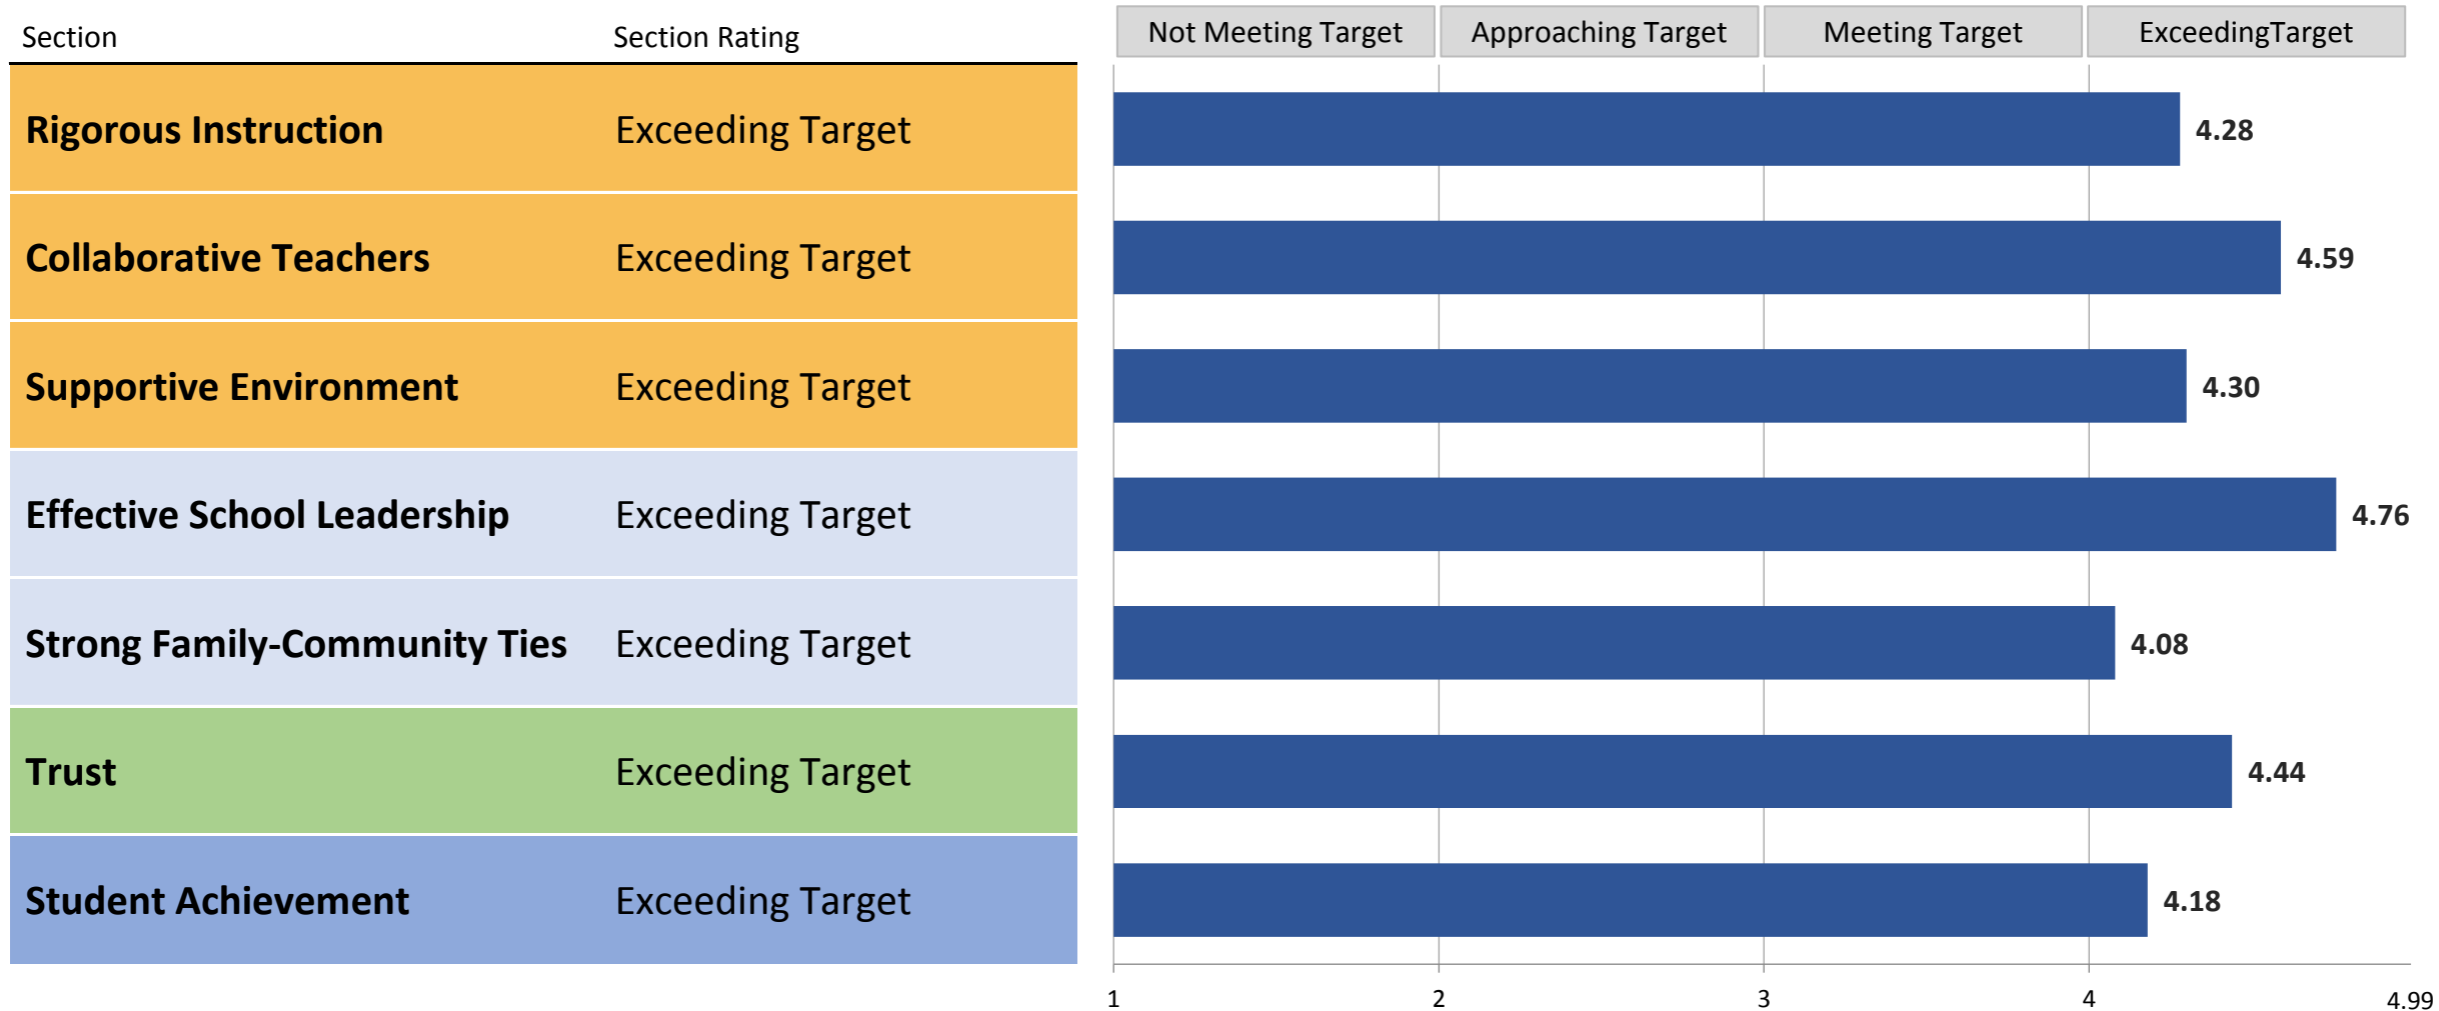 Section Section Rating Not Meeting Target Approaching Target Meeting Target ExceedingTarget
Rigorous Instruction Exceeding Target 4.28
Collaborative Teachers Exceeding Target 4.59
Supportive Environment Exceeding Target 4.30
Effective School Leadership Exceeding Target 4.76
Strong Family-Community Ties Exceeding Target 4.08
Trust Exceeding Target 4.44
Student Achievement Exceeding Target 4.18
1 2 3 4 4.99